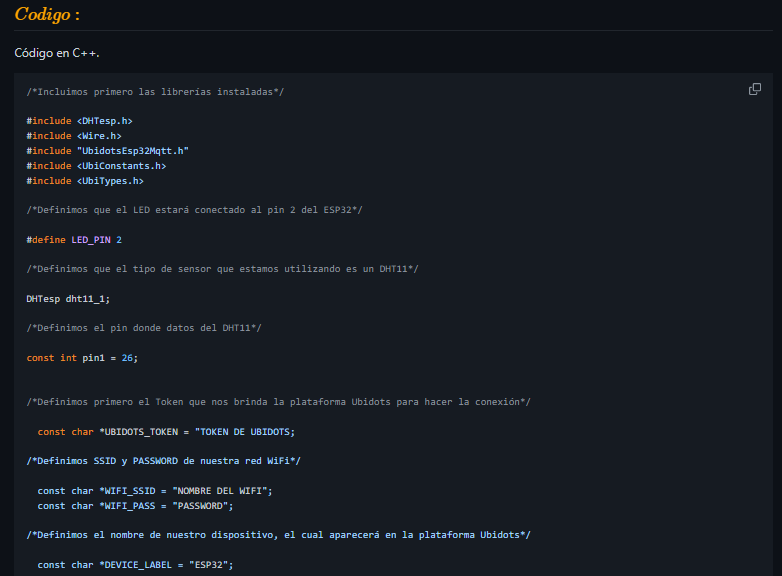 Codigo :
Código en C++.
/*Incluimos primero las librerías instaladas*/
#include <DHTesp.h>
#include <Wire.h>
#include "UbidotsEsp32Mqtt.h"
#include <UbiConstants.h>
#include <UbiTypes.h>
/*Definimos que el LED estará conectado al pin 2 del ESP32*/
#define LED_PIN 2
/*Definimos que el tipo de sensor que estamos utilizando es un DHT11*/
DHTesp dht11_1;
/*Definimos el pin donde datos del DHT11*/
const int pin1 = 26;
/*Definimos primero el Token que nos brinda la plataforma Ubidots para hacer la conexión*/
const char *UBIDOTS_TOKEN = "TOKEN DE UBIDOTS;
/*Definimos SSID y PASSWORD de nuestra red WiFi*/
const char *WIFI_SSID = "NOMBRE DEL WIFI";
const char *WIFI_PASS = "PASSWORD";
/*Definimos el nombre de nuestro dispositivo, el cual aparecerá en la plataforma Ubidots*/
const char *DEVICE_LABEL = "ESP32";